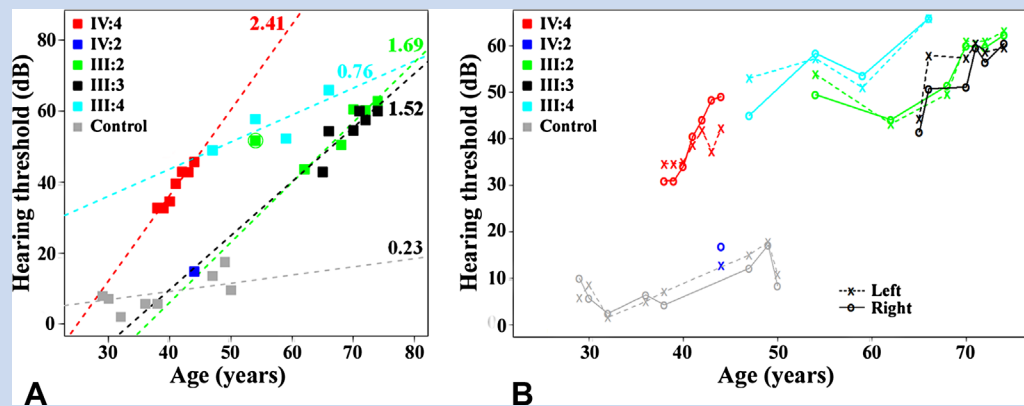 IV:4
IV:2
III:2
III:3
III:4
Control
2.41
1.69
0.76
1.52
0.23
Hearing threshold (dB)
80
60
40
20
0
30 40 50 60 70 80
Age (years)
A
IV:4
IV:2
III:2
III:3
III:4
Control
Hearing threshold (dB)
60
50
40
30
20
10
0
0
Left
Right
30 40 50 60 70
Age (years)
B